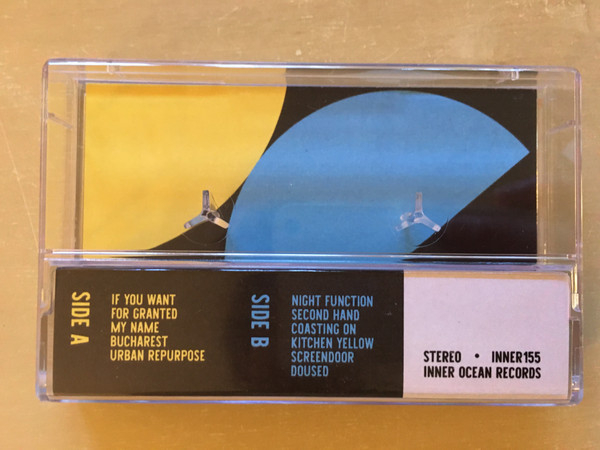 SIDE A
IF YOU WANT
FOR GRANTED
MY NAME
BUCHAREST
URBAN REPURPOSE
SIDE B
NIGHT FUNCTION
SECOND HAND
COASTING ON
KITCHEN YELLOW
SCREENDOOR
DOUSED
STEREO • INNER155
INNER OCEAN RECORDS